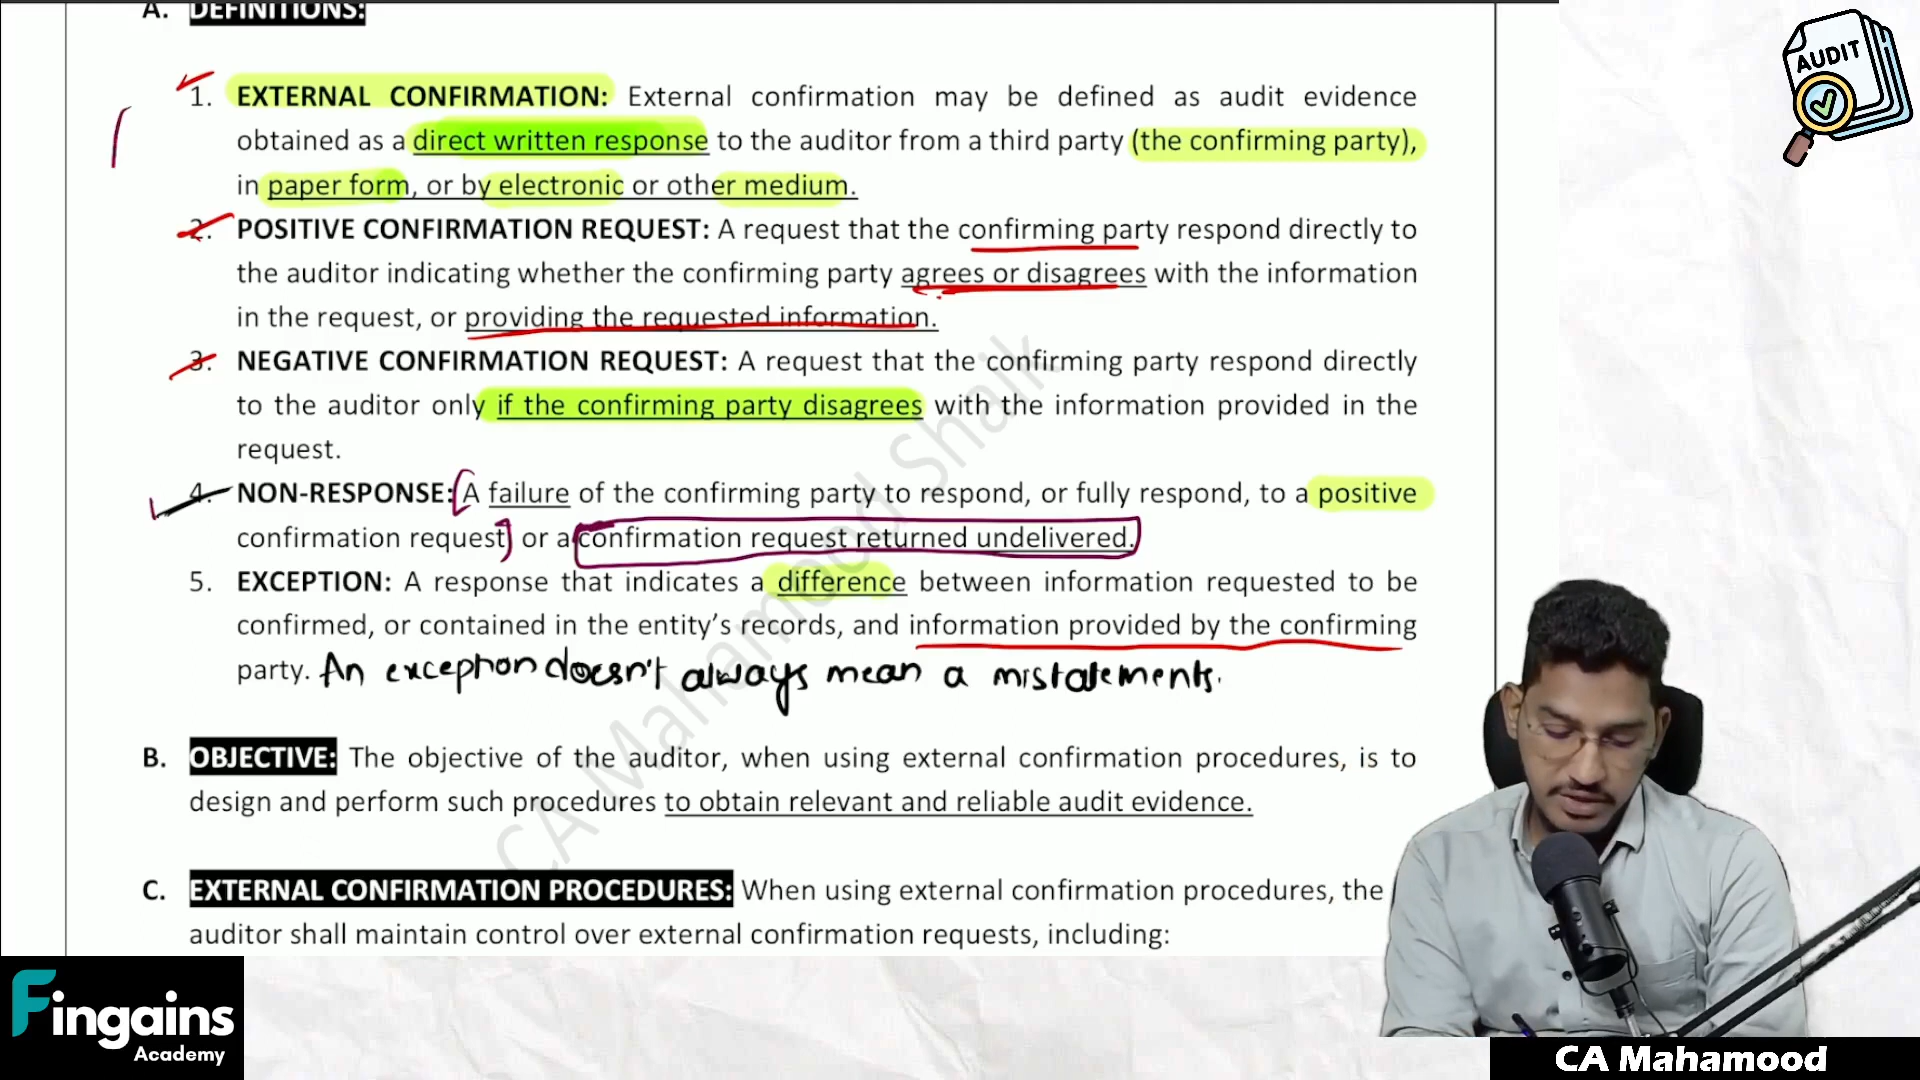 A. DEFINITIONS:
AUDIT
1. EXTERNAL CONFIRMATION: External confirmation may be defined as audit evidence
obtained as a direct written response to the auditor from a third party (the confirming party),
in paper form, or by electronic or other medium.
2. POSITIVE CONFIRMATION REQUEST: A request that the confirming party respond directly to
the auditor indicating whether the confirming party agrees or disagrees with the information
in the request, or providing the requested information.
3. NEGATIVE CONFIRMATION REQUEST: A request that the confirming party respond directly
to the auditor only if the confirming party disagrees with the information provided in the
request.
4. NON-RESPONSE: A failure of the confirming party to respond, or fully respond, to a positive
confirmation request) or a confirmation request returned undelivered.
5. EXCEPTION: A response that indicates a difference between information requested to be
confirmed, or contained in the entity's records, and information provided by the confirming
party. An exception doesn't always mean a mistatements.
CA Mahamood Shaik
B. OBJECTIVE: The objective of the auditor, when using external confirmation procedures, is to
design and perform such procedures to obtain relevant and reliable audit evidence.
C. EXTERNAL CONFIRMATION PROCEDURES: When using external confirmation procedures, the
auditor shall maintain control over external confirmation requests, including:
Fingains
Academy
CA Mahamood